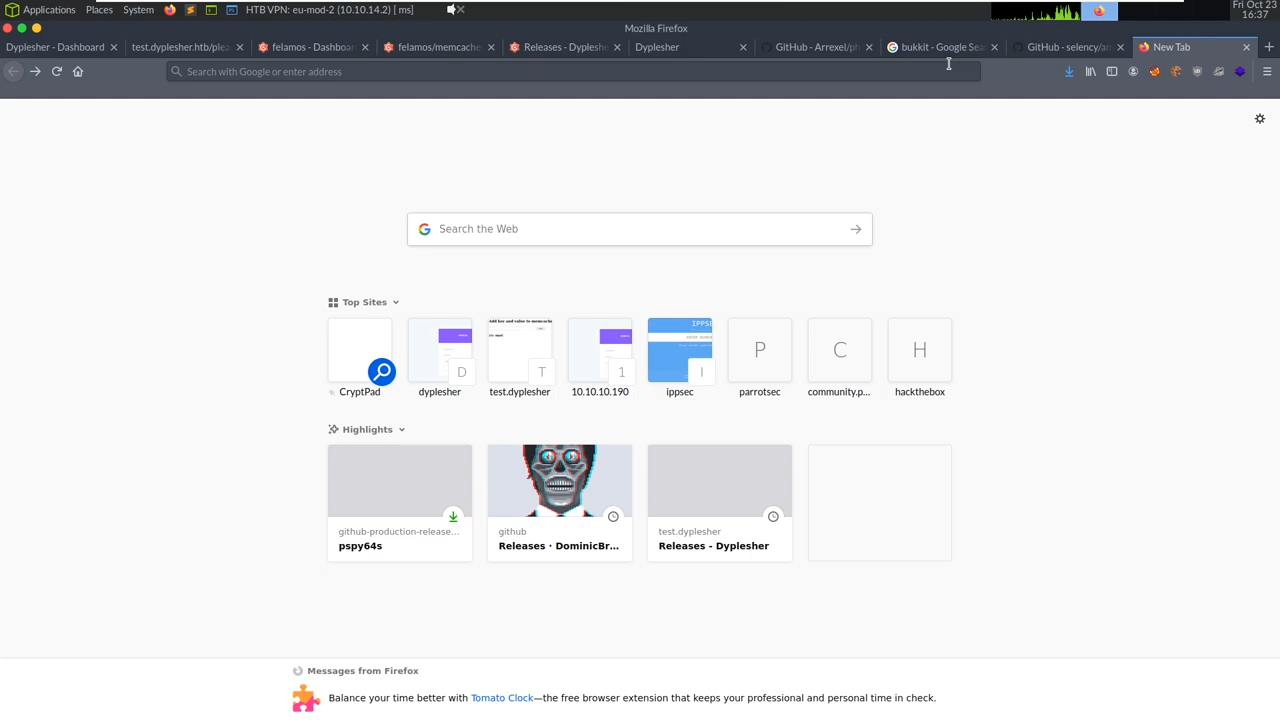 Applications Places System HTB VPN: eu-mod-2 (10.10.14.2) [ ms] Fri Oct 23
16:37
Mozilla Firefox
Dyplesher - Dashboard test.dyplesher.htb/plea felamos - Dashboar felamos/memcache Releases - Dyplesher Dyplesher GitHub - Arrexel/ph bukkit - Google Sea GitHub - selency/a New Tab
Search with Google or enter address
Search the Web
Top Sites
P C H
D T 1 I
CryptPad dyplesher test.dyplesher 10.10.10.190 ippsec parrotsec community.p... hackthebox
Highlights
github-production-release... github test.dyplesher
pspy64s Releases · DominicBr... Releases - Dyplesher
Messages from Firefox
Balance your time better with Tomato Clock—the free browser extension that keeps your professional and personal time in check.